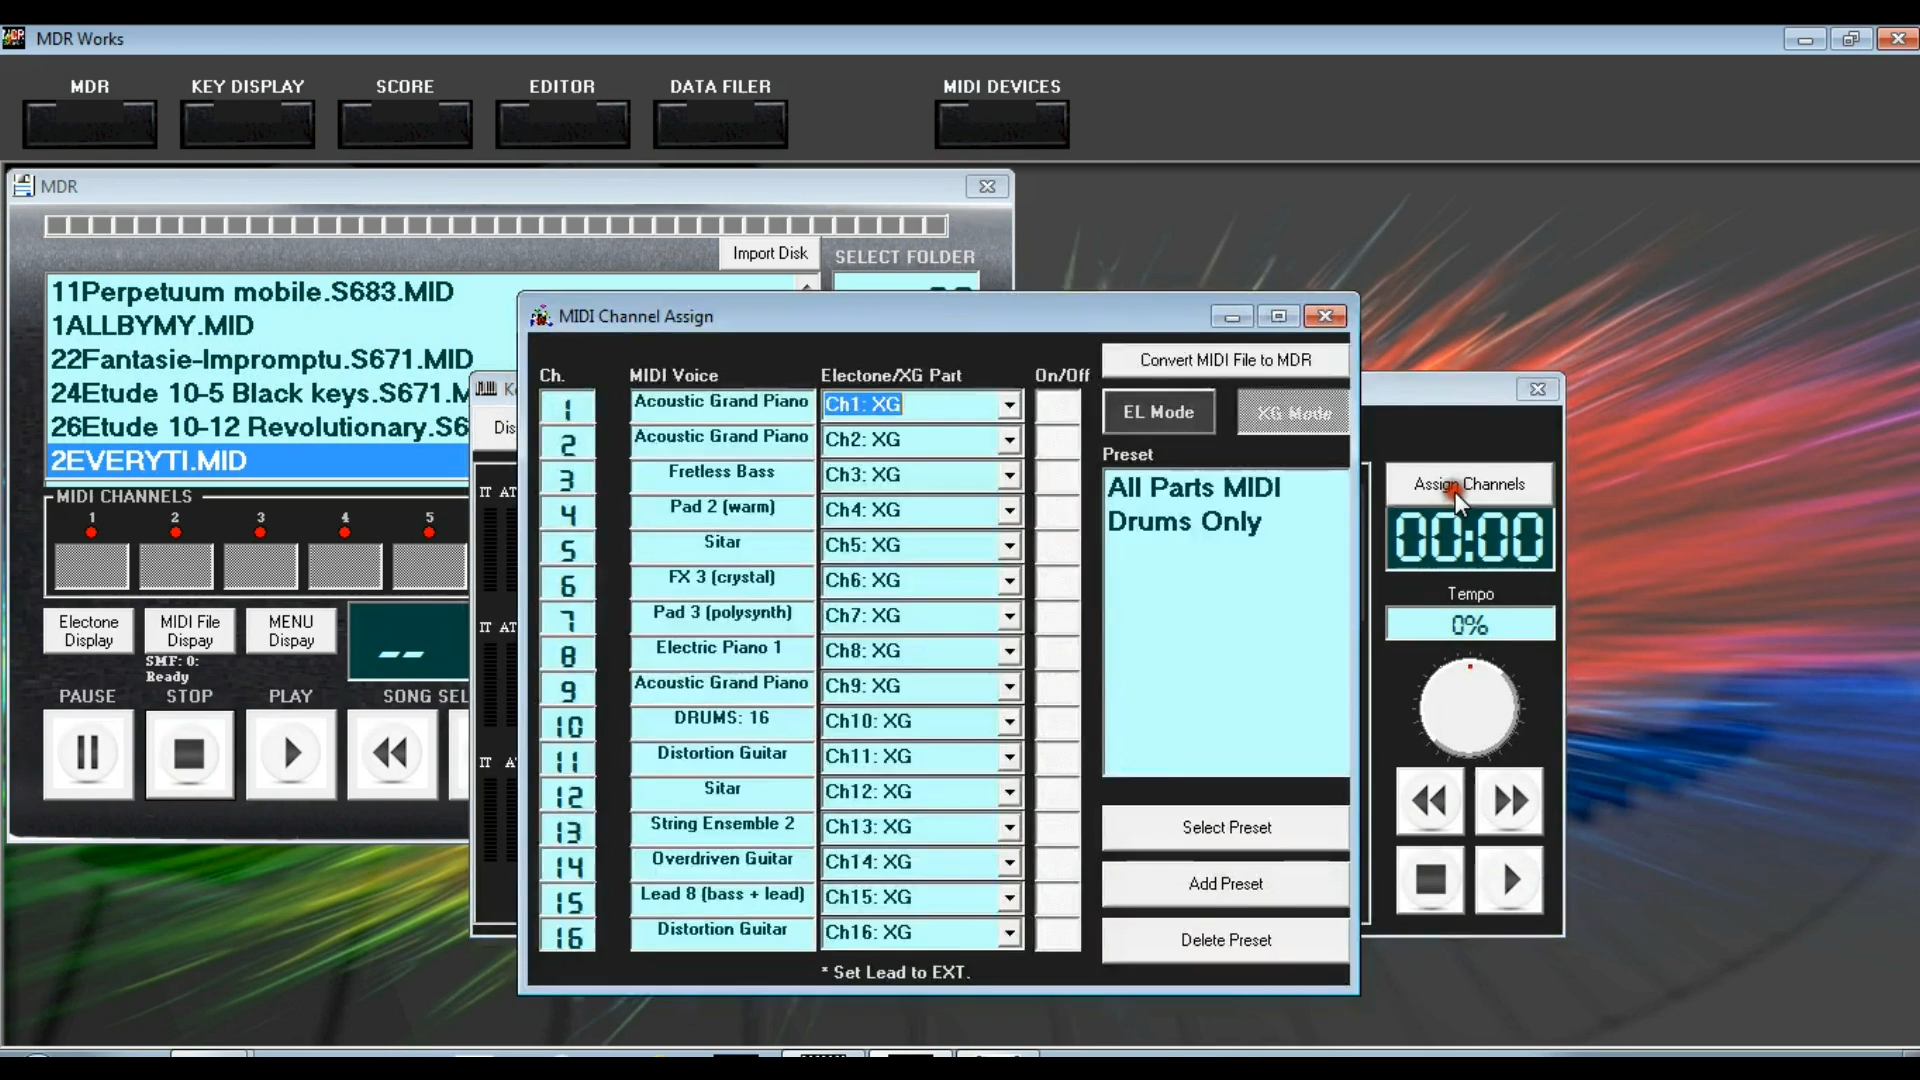 MDR Works
MDR
KEY DISPLAY
SCORE
EDITOR
DATA FILER
MIDI DEVICES
MDR
Import Disk
SELECT FOLDER
11Perpetuum mobile.S683.MID
1ALLBYMY.MID
22Fantasie-Impromptu.S671.MID
24Etude 10-5 Black keys.S671.M
26Etude 10-12 Revolutionary.S6
2EVERYTI.MID
MIDI CHANNELS
1 2 3 4 5
Electone Display
MIDI File Dispay
MENU Dispay
SMF: 0:
Ready
--
PAUSE
STOP
PLAY
SONG SEL
Dis
IT AT
IT AT
IT
MIDI Channel Assign
Ch. MIDI Voice Electone/XG Part On/Off
1 Acoustic Grand Piano Ch1: XG
2 Acoustic Grand Piano Ch2: XG
3 Fretless Bass Ch3: XG
4 Pad 2 (warm) Ch4: XG
5 Sitar Ch5: XG
6 FX 3 (crystal) Ch6: XG
7 Pad 3 (polysynth) Ch7: XG
8 Electric Piano 1 Ch8: XG
9 Acoustic Grand Piano Ch9: XG
10 DRUMS: 16 Ch10: XG
11 Distortion Guitar Ch11: XG
12 Sitar Ch12: XG
13 String Ensemble 2 Ch13: XG
14 Overdriven Guitar Ch14: XG
15 Lead 8 (bass + lead) Ch15: XG
16 Distortion Guitar Ch16: XG
* Set Lead to EXT.
Convert MIDI File to MDR
EL Mode
XG Mode
Preset
All Parts MIDI
Drums Only
Select Preset
Add Preset
Delete Preset
Assign Channels
00:00
Tempo
0%